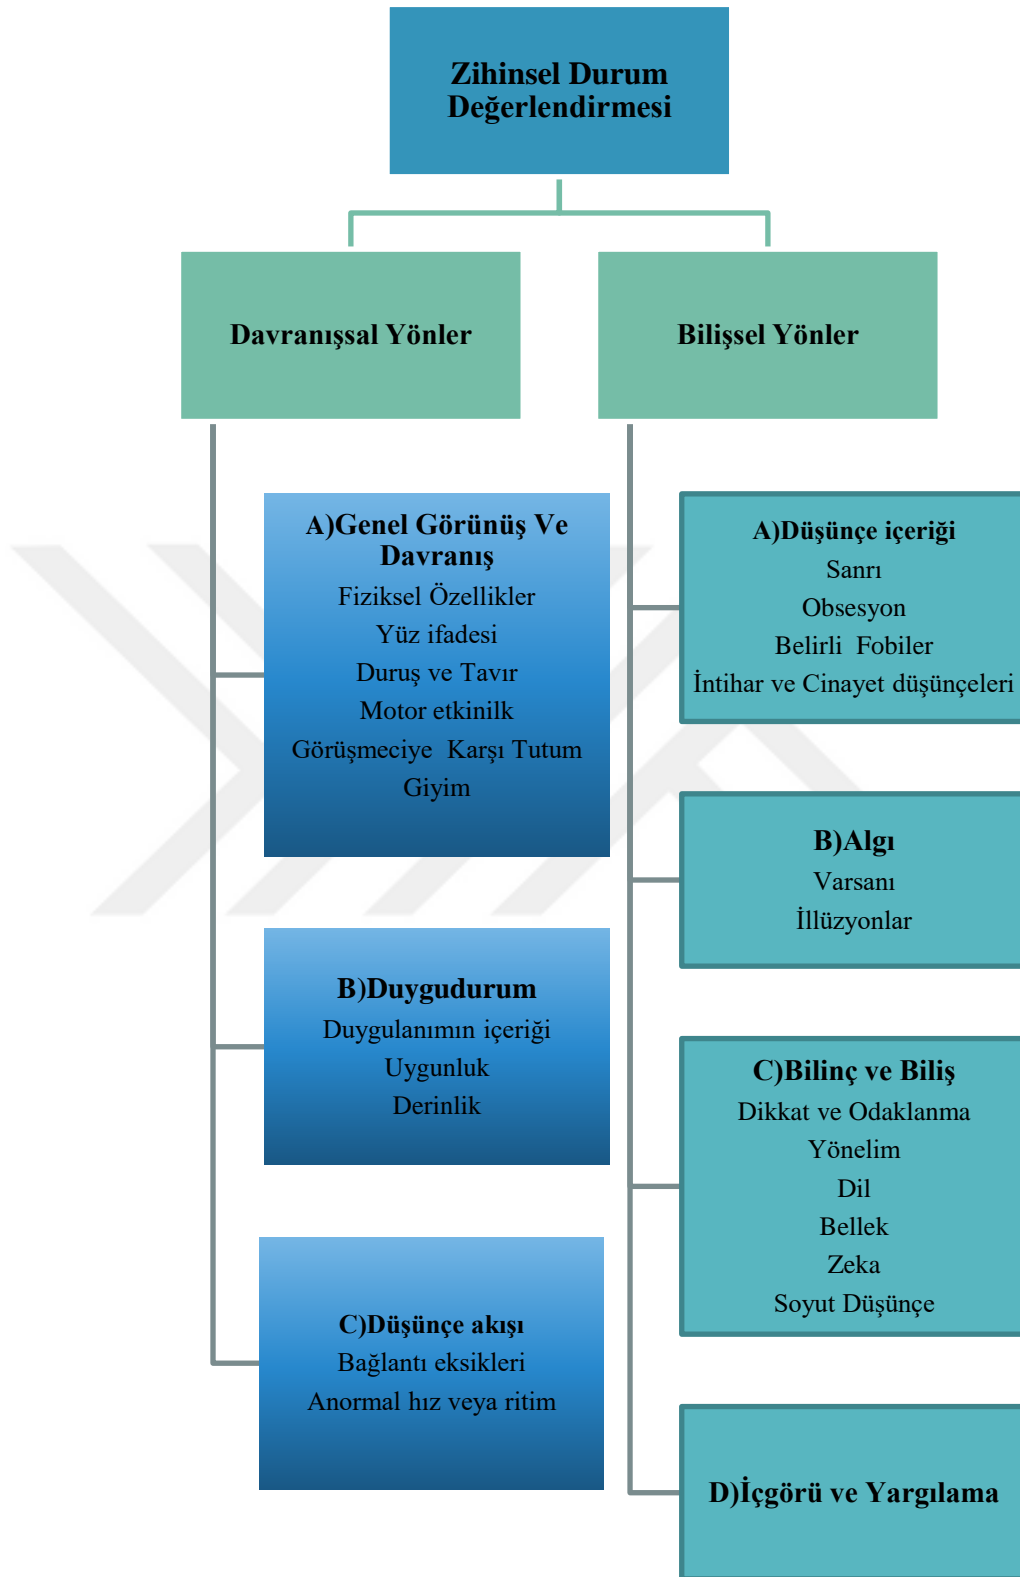 Zihinsel Durum
Değerlendirmesi
Davranışsal Yönler
A)Genel Görünüş Ve
Davranış
Fiziksel Özellikler
Yüz ifadesi
Duruş ve Tavır
Motor etkinilk
Görüşmeciye Karşı Tutum
Giyim
B)Duygudurum
Duygulanımın içeriği
Uygunluk
Derinlik
C)Düşünçe akışı
Bağlantı eksikleri
Anormal hız veya ritim
Bilişsel Yönler
A)Düşünçe içeriği
Sanrı
Obsesyon
Belirli Fobiler
İntihar ve Cinayet düşünçeleri
B)Algı
Varsanı
İllüzyonlar
C)Bilinç ve Biliş
Dikkat ve Odaklanma
Yönelim
Dil
Bellek
Zeka
Soyut Düşünçe
D)İçgörü ve Yargılama